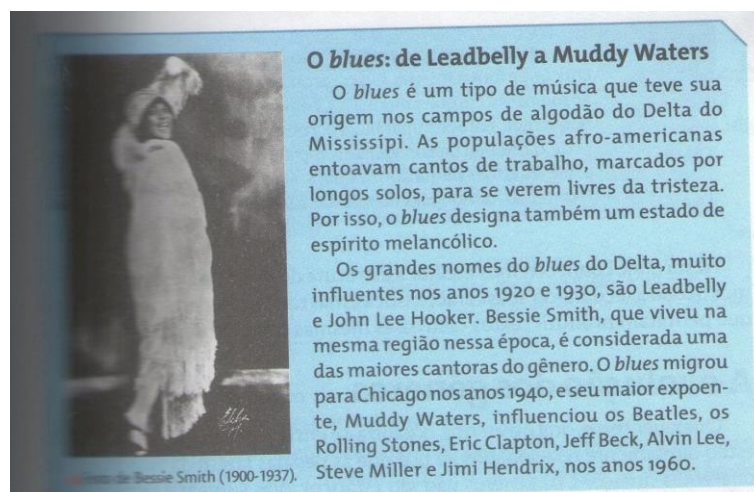 O blues: de Leadbelly a Muddy Waters
O blues é um tipo de música que teve sua
origem nos campos de algodão do Delta do
Mississípi. As populações afro-americanas
entoavam cantos de trabalho, marcados por
longos solos, para se verem livres da tristeza.
Por isso, o blues designa também um estado de
espírito melancólico.
Os grandes nomes do blues do Delta, muito
influentes nos anos 1920 e 1930, são Leadbelly
e John Lee Hooker. Bessie Smith, que viveu na
mesma região nessa época, é considerada uma
das maiores cantoras do gênero. O blues migrou
para Chicago nos anos 1940, e seu maior expoen-
te, Muddy Waters, influenciou os Beatles, os
Rolling Stones, Eric Clapton, Jeff Beck, Alvin Lee,
Steve Miller e Jimi Hendrix, nos anos 1960.
de Bessie Smith (1900-1937).